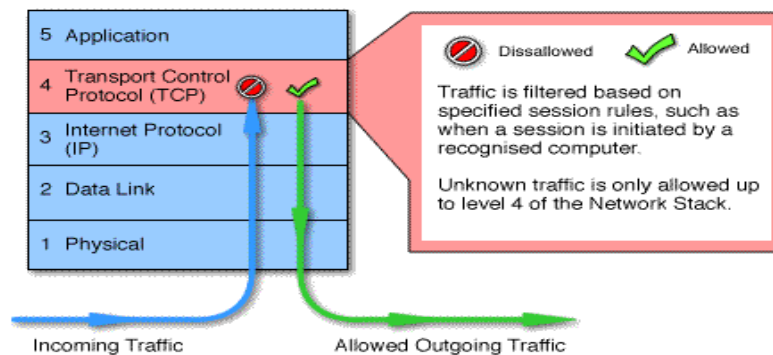 5 Application
4 Transport Control
Protocol (TCP)
3 Internet Protocol
(IP)
2 Data Link
1 Physical
Incoming Traffic
Allowed Outgoing Traffic
Dissallowed
Allowed
Traffic is filtered based on
specified session rules, such as
when a session is initiated by a
recognised computer.
Unknown traffic is only allowed up
to level 4 of the Network Stack.